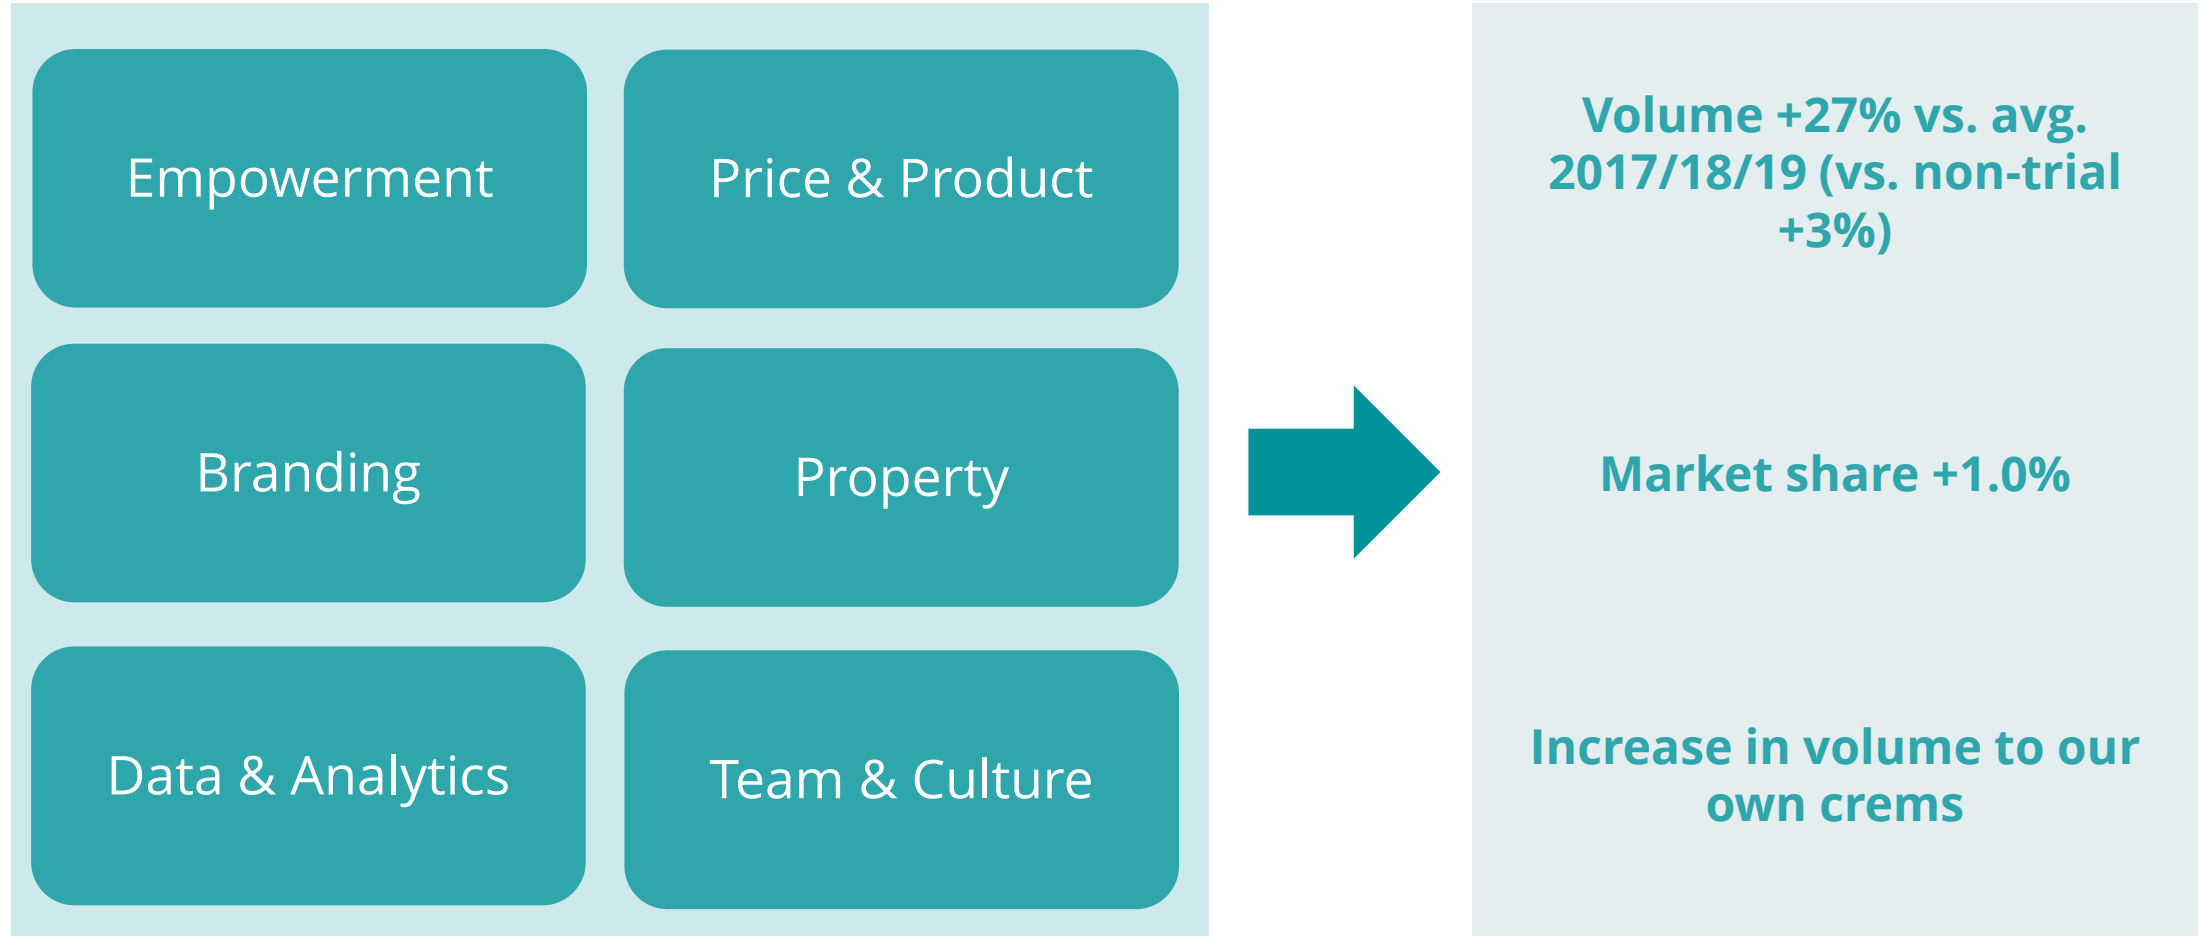 Empowerment
Price & Product
Branding
Property
Data & Analytics
Team & Culture
Volume +27% vs. avg.
2017/18/19 (vs. non-trial
+3%)
Market share +1.0%
Increase in volume to our
own crems